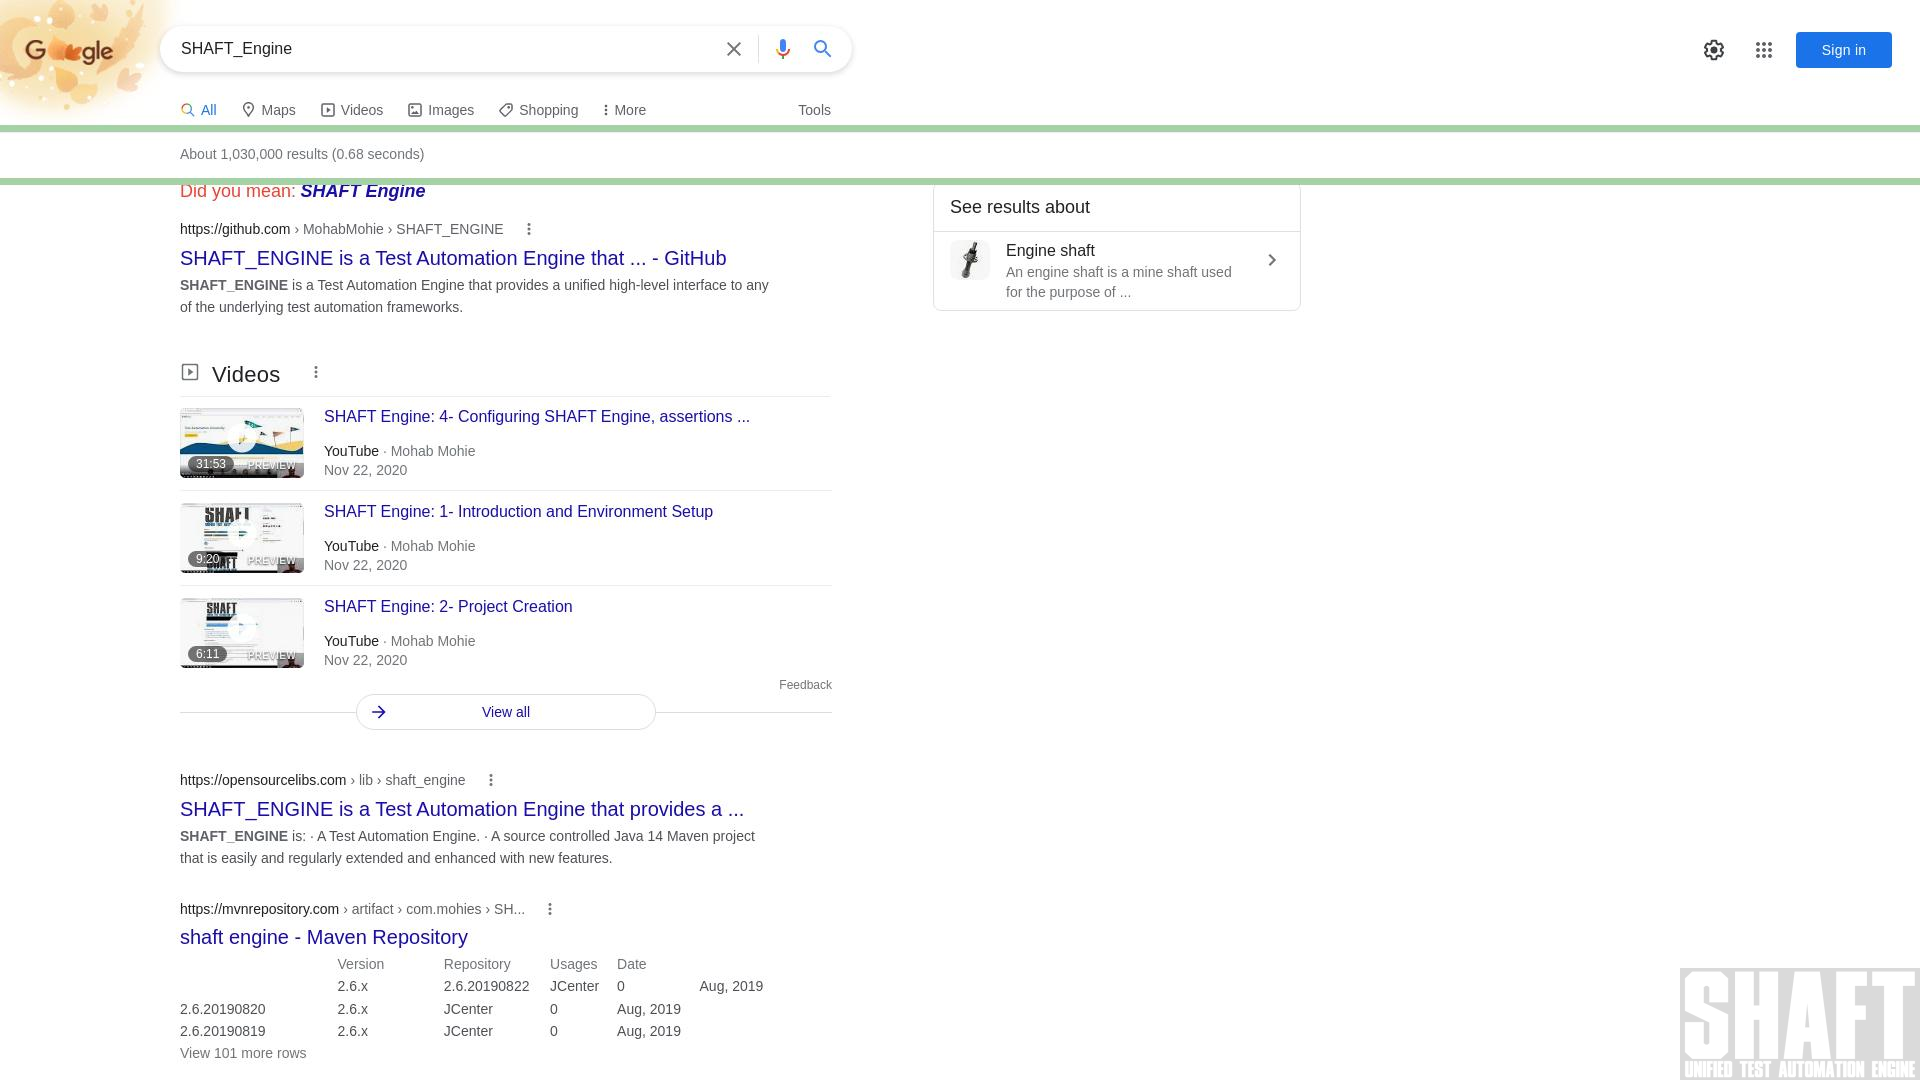 Google
SHAFT_Engine
Sign in
All
Maps
Videos
Images
Shopping
More
Tools
About 1,030,000 results (0.68 seconds)
Did you mean: SHAFT Engine
https://github.com › MohabMohie › SHAFT_ENGINE
SHAFT_ENGINE is a Test Automation Engine that ... - GitHub
SHAFT_ENGINE is a Test Automation Engine that provides a unified high-level interface to any
of the underlying test automation frameworks.
See results about
Engine shaft
An engine shaft is a mine shaft used
for the purpose of ...
Videos
31:53
PREVIEW
SHAFT Engine: 4- Configuring SHAFT Engine, assertions ...
YouTube · Mohab Mohie
Nov 22, 2020
SHAFT
9:20
PREVIEW
SHAFT
SHAFT Engine: 1- Introduction and Environment Setup
YouTube · Mohab Mohie
Nov 22, 2020
SHAFT
6:11
PREVIEW
SHAFT Engine: 2- Project Creation
YouTube · Mohab Mohie
Nov 22, 2020
Feedback
View all
https://opensourcelibs.com › lib › shaft_engine
SHAFT_ENGINE is a Test Automation Engine that provides a ...
SHAFT_ENGINE is: · A Test Automation Engine. · A source controlled Java 14 Maven project
that is easily and regularly extended and enhanced with new features.
https://mvnrepository.com › artifact › com.mohies › SH...
shaft engine - Maven Repository
Version Repository Usages Date
2.6.x 2.6.20190822 JCenter 0 Aug, 2019
2.6.20190820 2.6.x JCenter 0 Aug, 2019
2.6.20190819 2.6.x JCenter 0 Aug, 2019
View 101 more rows
SHAFT
UNIFIED TEST AUTOMATION ENGINE